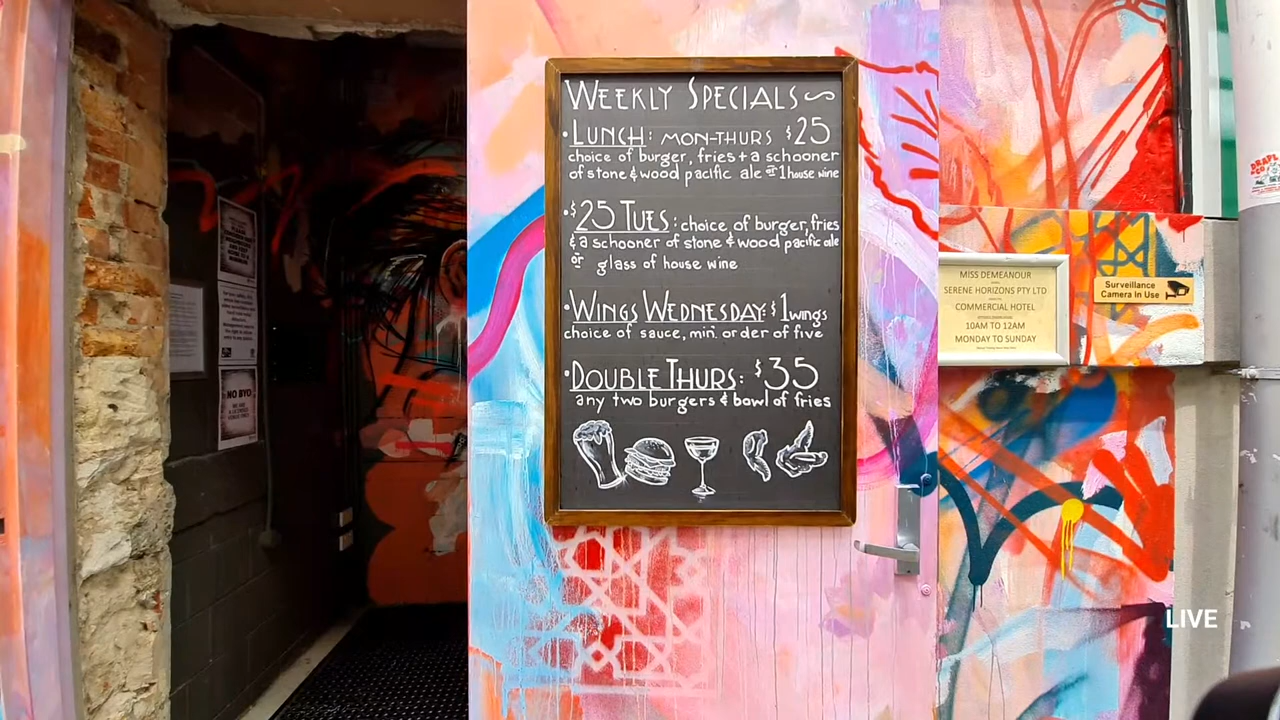 WEEKLY SPECIALS
• LUNCH: MON-THURS $25
choice of burger, fries + a schooner
of stone & wood pacific ale or 1 house wine
• $25 TUES: choice of burger, fries
& a schooner of stone & wood pacific ale
or glass of house wine
• WINGS WEDNESDAY: $1 wings
choice of sauce, min. order of five
• DOUBLE THURS: $35
any two burgers & bowl of fries
NO BYO
MISS DEMEANOUR
SERENE HORIZONS PTY LTD
COMMERCIAL HOTEL
10AM TO 12AM
MONDAY TO SUNDAY
Surveillance
Camera in Use
LIVE